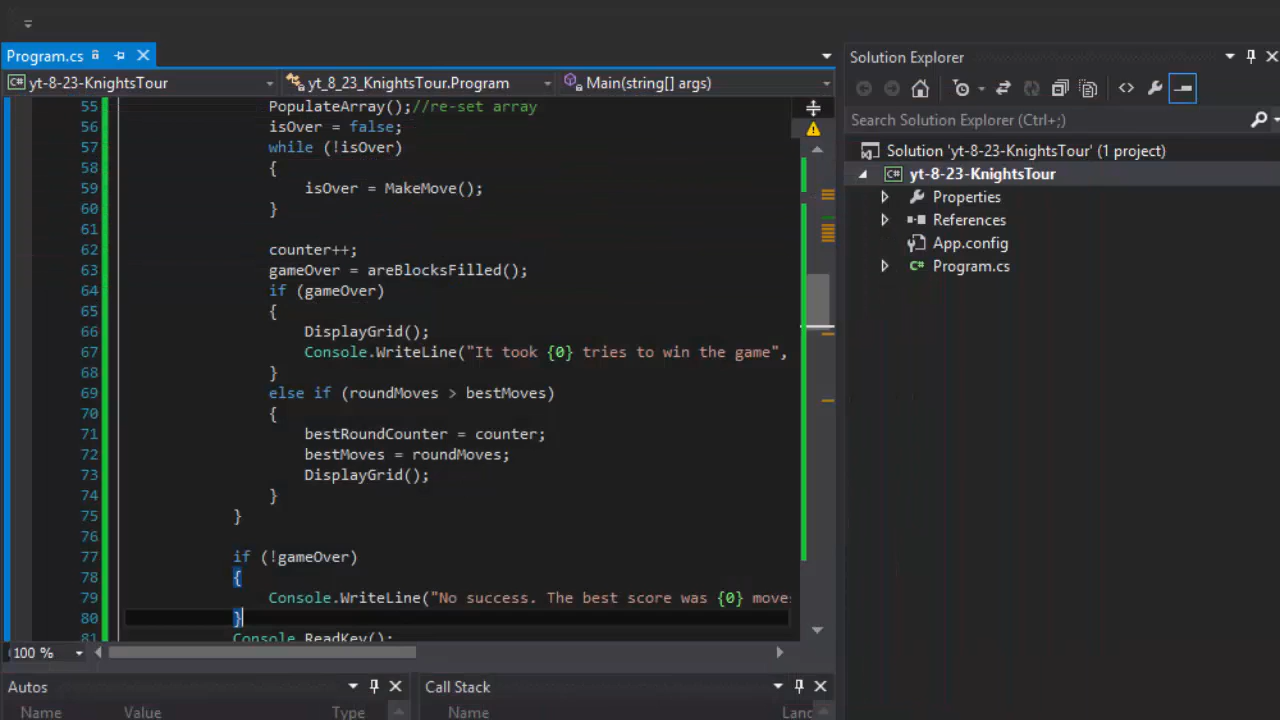 Program.cs
Solution Explorer
yt-8-23-KnightsTour yt_8_23_KnightsTour.Program Main(string[] args)
Search Solution Explorer (Ctrl+;)
Solution 'yt-8-23-KnightsTour' (1 project)
yt-8-23-KnightsTour
Properties
References
App.config
Program.cs
55 PopulateArray();//re-set array
56 isOver = false;
57 while (!isOver)
58 {
59 isOver = MakeMove();
60 }
61
62 counter++;
63 gameOver = areBlocksFilled();
64 if (gameOver)
65 {
66 DisplayGrid();
67 Console.WriteLine("It took {0} tries to win the game",
68 }
69 else if (roundMoves > bestMoves)
70 {
71 bestRoundCounter = counter;
72 bestMoves = roundMoves;
73 DisplayGrid();
74 }
75 }
76
77 if (!gameOver)
78 {
79 Console.WriteLine("No success. The best score was {0} move
80 }
81 Console.ReadKey();
100 %
Autos
Name Value Type
Call Stack
Name Lang